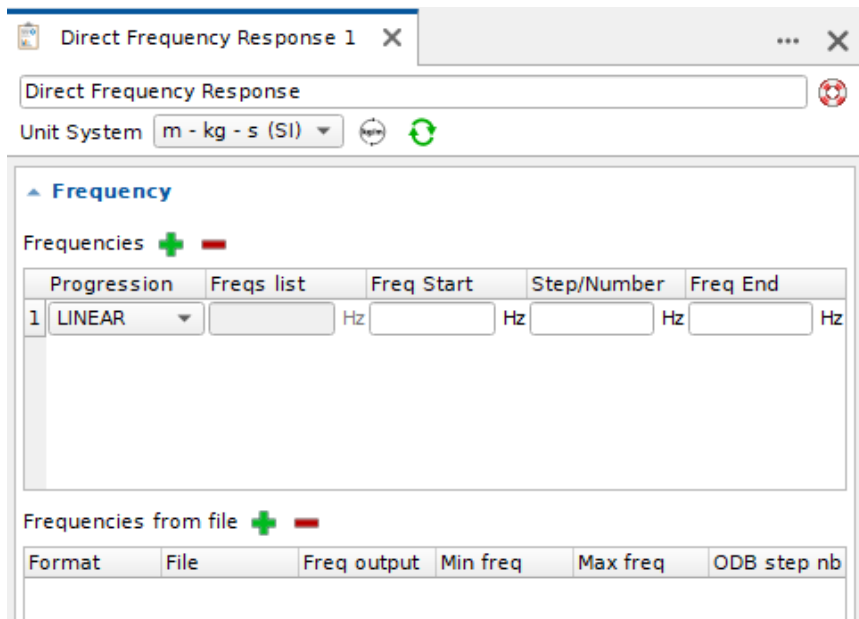 Direct Frequency Response 1
Direct Frequency Response
Unit System m - kg - s (SI)
Frequency
Frequencies
Progression Freqs list Freq Start Step/Number Freq End
1 LINEAR Hz Hz Hz Hz
Frequencies from file
Format File Freq output Min freq Max freq ODB step nb